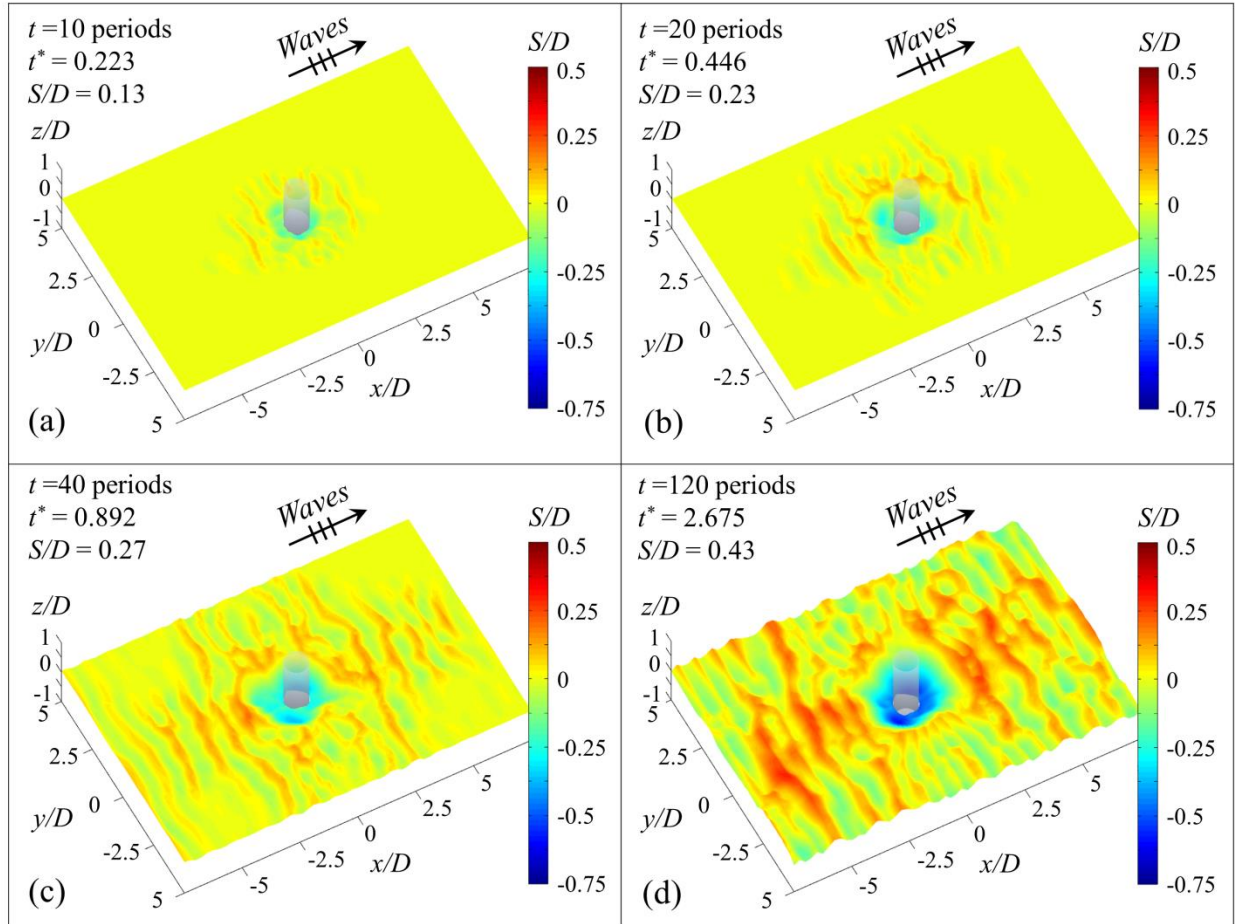 t =10 periods
t* = 0.223
S/D = 0.13
Waves
S/D
0.5
0.25
0
-0.25
-0.5
-0.75
z/D
1
0
-1
5
2.5
0
-2.5
5
y/D
-5
-2.5
0
2.5
5
x/D
(a)
t =20 periods
t* = 0.446
S/D = 0.23
Waves
S/D
0.5
0.25
0
-0.25
-0.5
-0.75
z/D
1
0
-1
5
2.5
0
-2.5
5
y/D
-5
-2.5
0
2.5
5
x/D
(b)
t =40 periods
t* = 0.892
S/D = 0.27
Waves
S/D
0.5
0.25
0
-0.25
-0.5
-0.75
z/D
1
0
-1
5
2.5
0
-2.5
5
y/D
-5
-2.5
0
2.5
5
x/D
(c)
t =120 periods
t* = 2.675
S/D = 0.43
Waves
S/D
0.5
0.25
0
-0.25
-0.5
-0.75
z/D
1
0
-1
5
2.5
0
-2.5
5
y/D
-5
-2.5
0
2.5
5
x/D
(d)